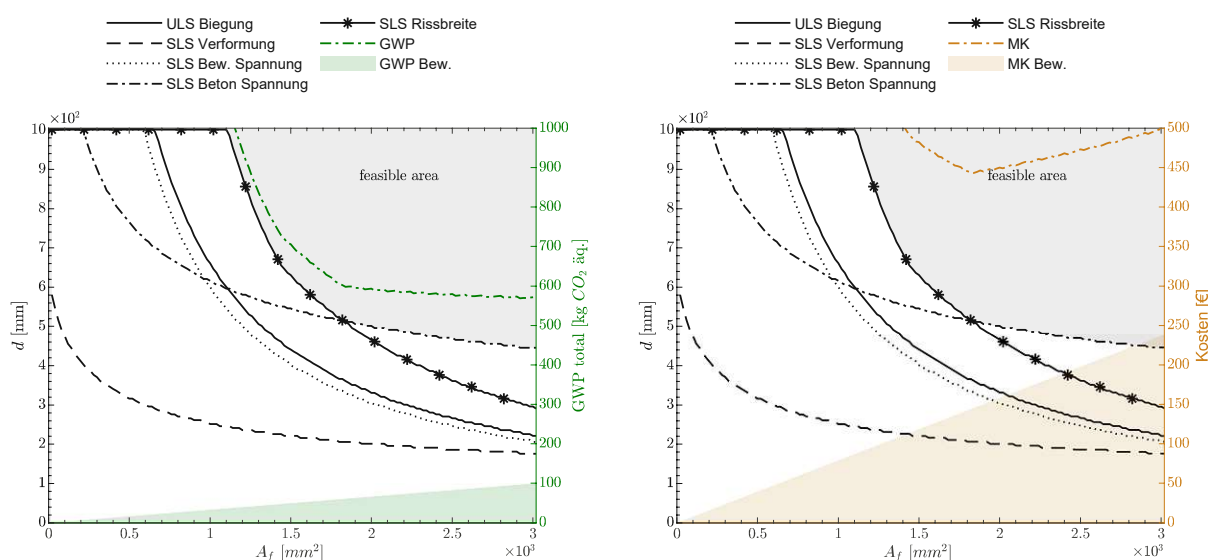 ULS Biegung
SLS Verformung
SLS Bew. Spannung
SLS Beton Spannung
SLS Rissbreite
GWP
GWP Bew.
×10²
10
9
8
7
6
5
4
3
2
1
0
d [mm]
feasible area
1000
900
800
700
600
500
400
300
200
100
0
GWP total [kg CO₂ äq.]
0 0.5 1 1.5 2 2.5 3
A_f [mm²]
×10³
ULS Biegung
SLS Verformung
SLS Bew. Spannung
SLS Beton Spannung
SLS Rissbreite
MK
MK Bew.
×10²
10
9
8
7
6
5
4
3
2
1
0
d [mm]
feasible area
500
450
400
350
300
250
200
150
100
50
0
Kosten [€]
0 0.5 1 1.5 2 2.5 3
A_f [mm²]
×10³